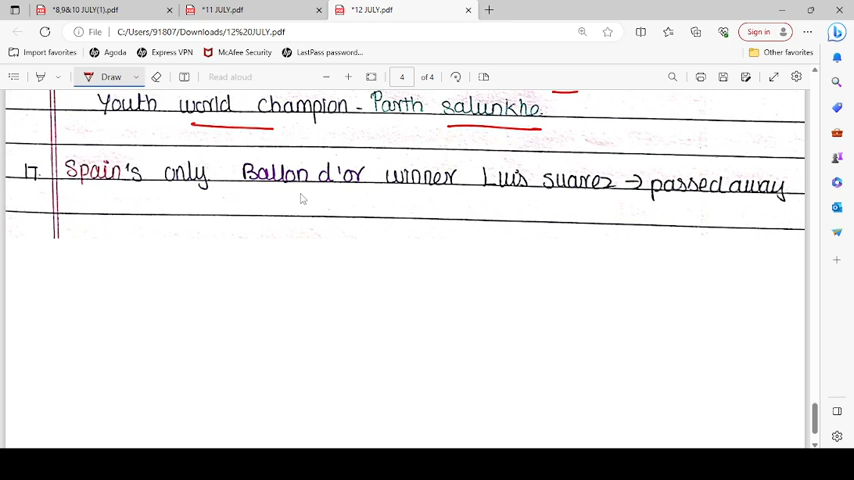 *8,9&10 JULY(1).pdf
*11 JULY.pdf
*12 JULY.pdf
File
C:/Users/91807/Downloads/12%20JULY.pdf
Sign in
Import favorites
Agoda
Express VPN
McAfee Security
LastPass password...
Other favorites
Draw
Read aloud
4
of 4
Youth world champion - Parth salunkhe.
17. Spain's only Ballon d'or winner Luis suarez → passed away